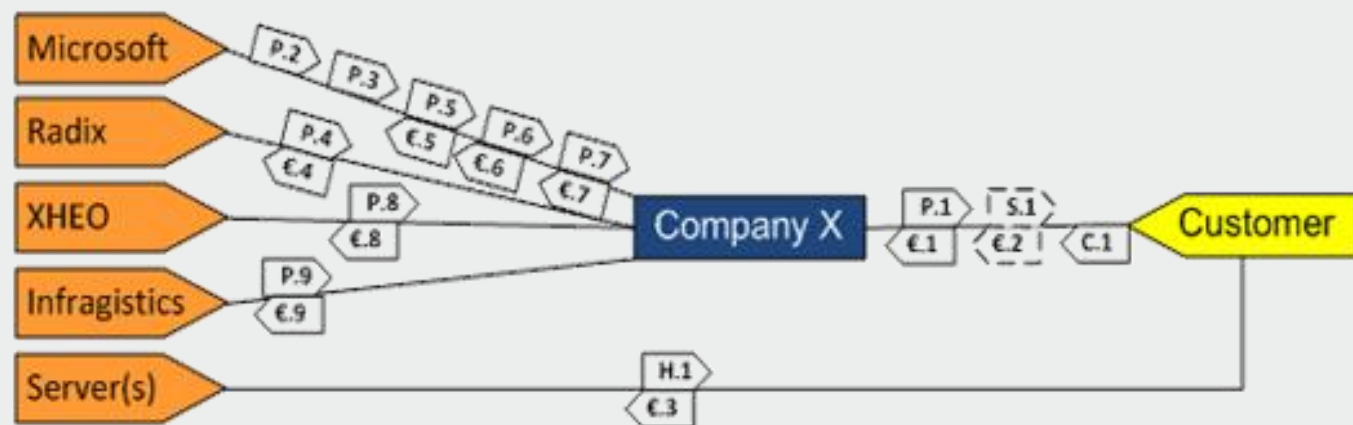 Microsoft
P.2
P.3
P.5
€.5
P.6
€.6
P.7
€.7
Radix
P.4
€.4
XHEO
P.8
€.8
Company X
P.1
€.1
S.1
€.2
C.1
Customer
Infragistics
P.9
€.9
Server(s)
H.1
€.3